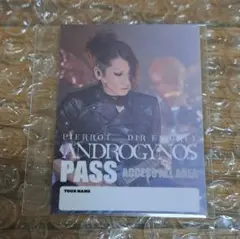 PIERROT DIR EN GREY
ANDROGYNOS
PASS ACCESS ALL AREA
YOUR NAME